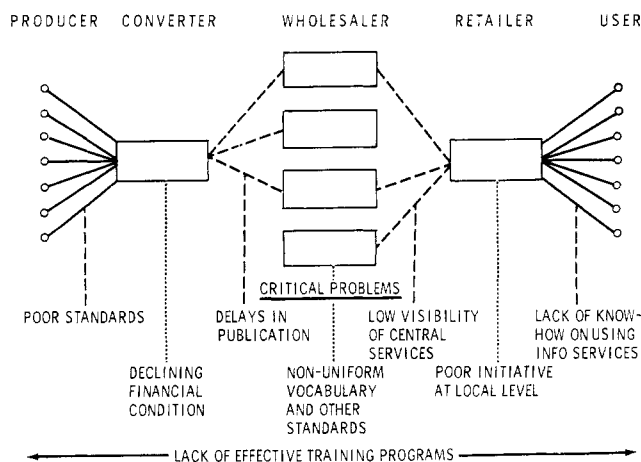 PRODUCER CONVERTER WHOLESALER RETAILER USER
CRITICAL PROBLEMS
POOR STANDARDS
DELAYS IN
PUBLICATION
LOW VISIBILITY
OF CENTRAL
SERVICES
LACK OF KNOW-
HOW ON USING
INFO SERVICES
DECLINING
FINANCIAL
CONDITION
NON-UNIFORM
VOCABULARY
AND OTHER
STANDARDS
POOR INITIATIVE
AT LOCAL LEVEL
LACK OF EFFECTIVE TRAINING PROGRAMS